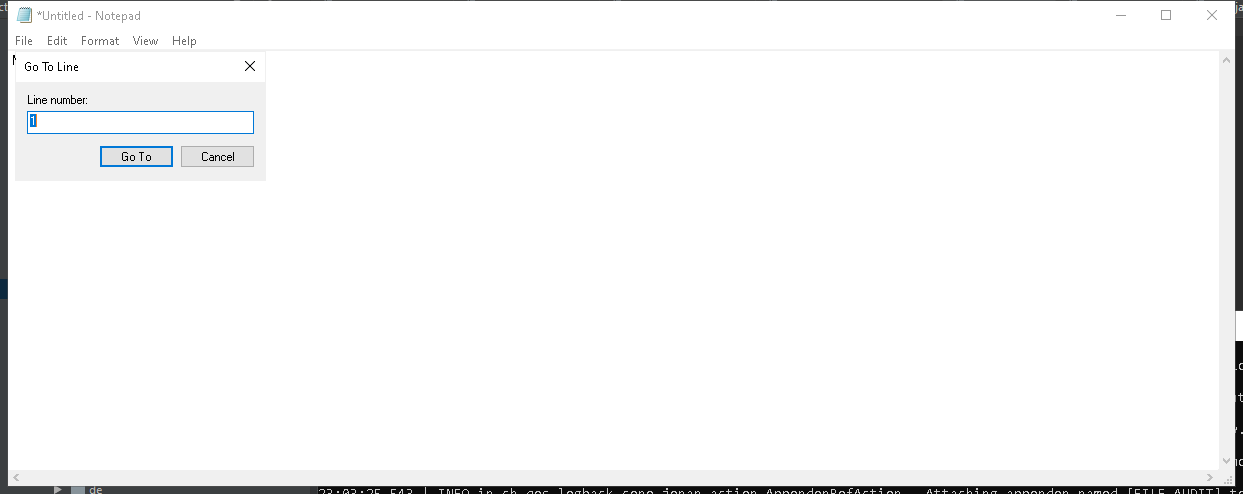 *Untitled - Notepad
File Edit Format View Help
Go To Line
Line number:
1
Go To Cancel
de
23:03:25,543 | INFO in ch.qos.logback.core.joran.action.AppenderRefAction - Attaching appender named [FILE_AUDIT] t